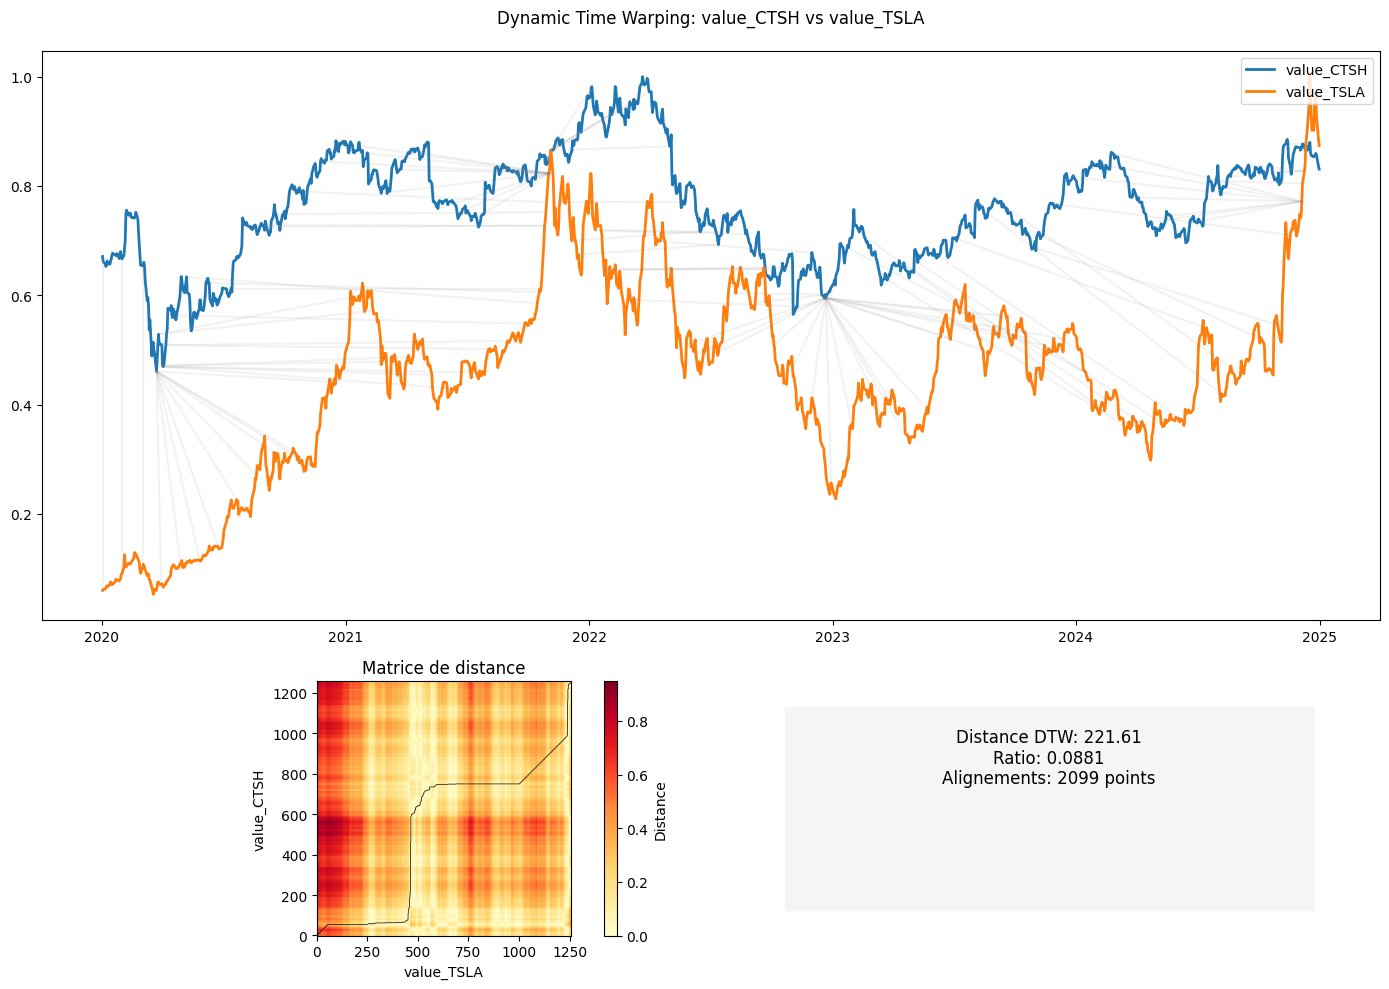 Dynamic Time Warping: value_CTSH vs value_TSLA
1.0
0.8
0.6
0.4
0.2
value_CTSH
value_TSLA
2020 2021 2022 2023 2024 2025
Matrice de distance
1200
1000
800
600
400
200
0
value_CTSH
0 250 500 750 1000 1250
value_TSLA
0.8
0.6
0.4
0.2
0.0
Distance
Distance DTW: 221.61
Ratio: 0.0881
Alignements: 2099 points